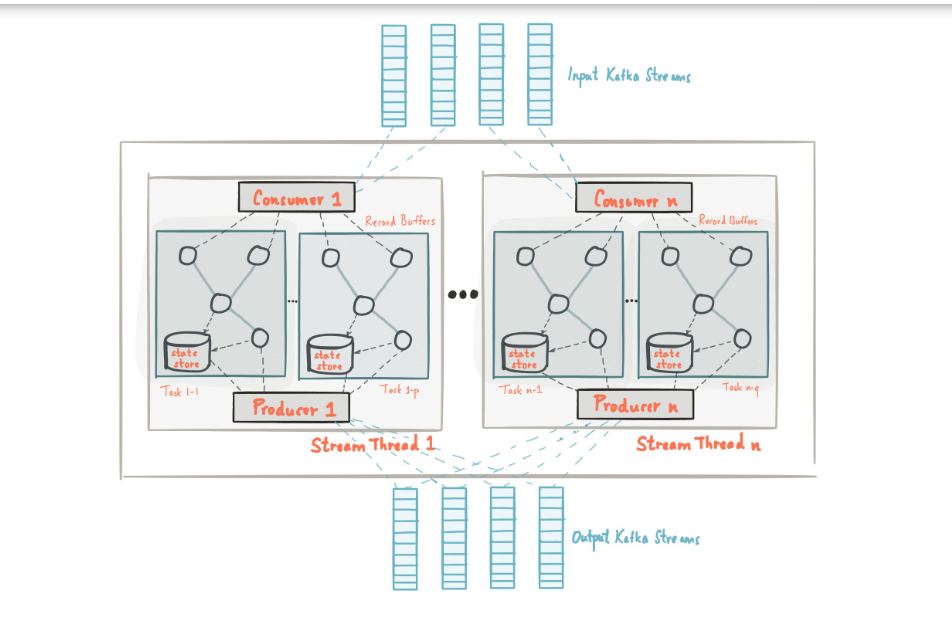 Input Kafka Streams
Consumer 1
Record Buffers
state
store
state
store
Task 1-1
Task 1-p
Producer 1
Stream Thread 1
Consumer n
Record Buffers
state
store
state
store
Task n-1
Task n-q
Producer n
Stream Thread n
Output Kafka Streams